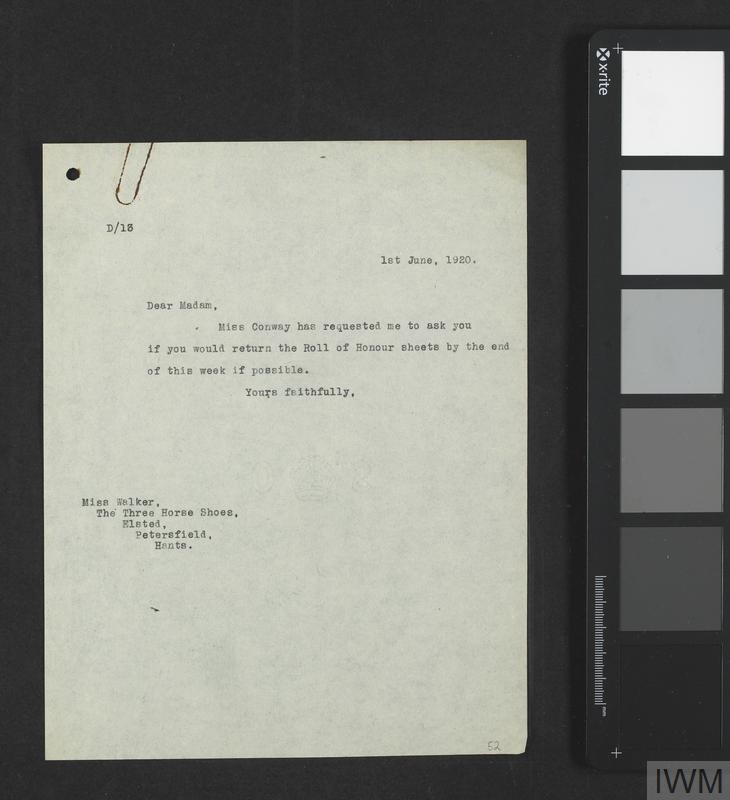 D/13
1st June, 1920.
Dear Madam,
Miss Conway has requested me to ask you
if you would return the Roll of Honour sheets by the end
of this week if possible.
Yours faithfully,
Miss Walker,
The Three Horse Shoes,
Elsted,
Petersfield,
Hants.
52
x·rite
mm
IWM